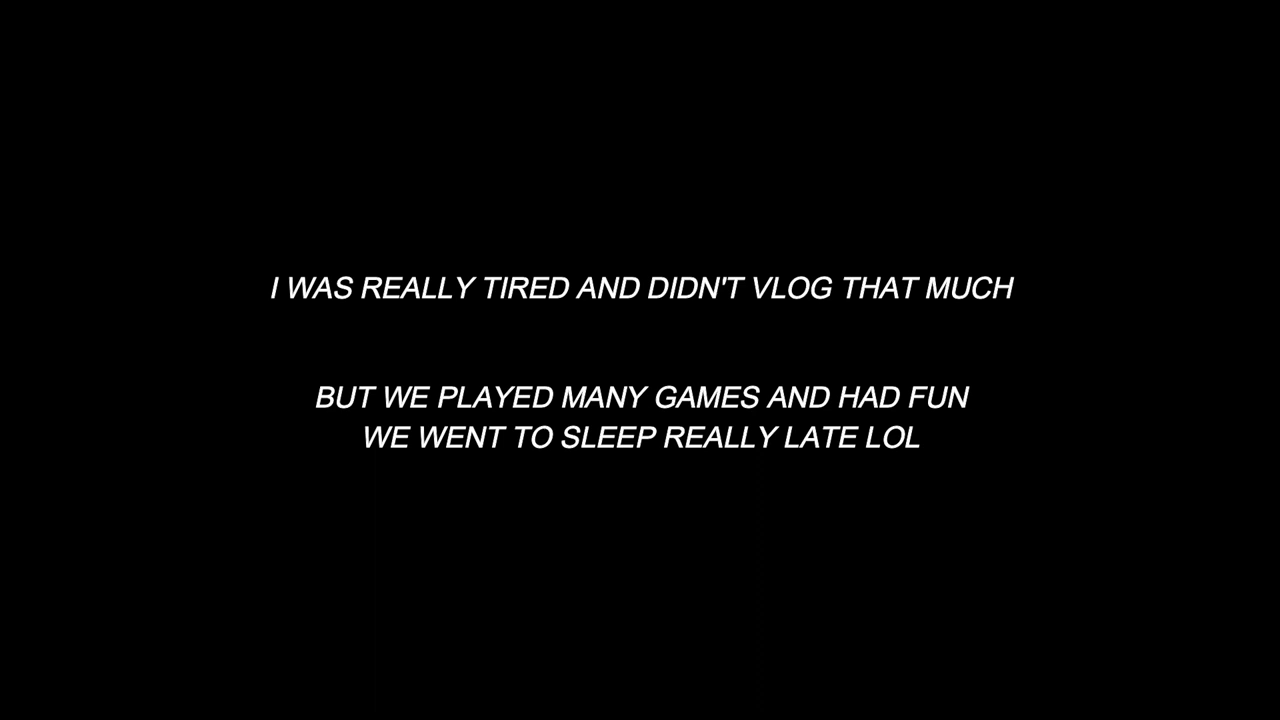 I WAS REALLY TIRED AND DIDN'T VLOG THAT MUCH
BUT WE PLAYED MANY GAMES AND HAD FUN
WE WENT TO SLEEP REALLY LATE LOL